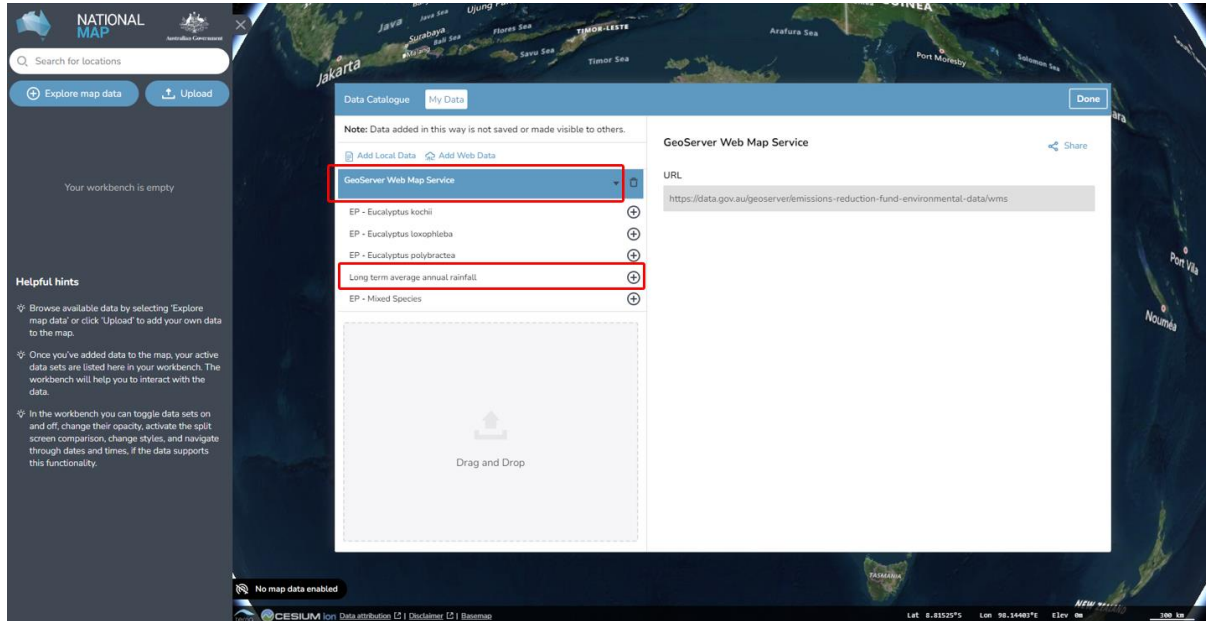 NATIONAL
MAP
Australian Government
Search for locations
Explore map data
Upload
Your workbench is empty
Helpful hints
Browse available data by selecting 'Explore
map data' or click 'Upload' to add your own data
to the map.
Once you've added data to the map, your active
data sets are listed here in your workbench. The
workbench will help you to interact with the
data.
In the workbench you can toggle data sets on
and off, change their opacity, activate the split
screen comparison, change styles, and navigate
through dates and times, if the data supports
this functionality.
Java
Java Sea
Ujung
Surabaya
Bali Sea
Flores Sea
TIMOR-LESTE
Savu Sea
Timor Sea
Jakarta
Arafura Sea
Port Moresby
Solomon Sea
Data Catalogue
My Data
Done
Note: Data added in this way is not saved or made visible to others.
Add Local Data
Add Web Data
GeoServer Web Map Service
EP - Eucalyptus kochii
EP - Eucalyptus loxophleba
EP - Eucalyptus polybractea
Long term average annual rainfall
EP - Mixed Species
Drag and Drop
GeoServer Web Map Service
Share
URL
https://data.gov.au/geoserver/emissions-reduction-fund-environmental-data/wms
Port Vila
Nouméa
TASMANIA
No map data enabled
CESIUM ion Data attribution | Disclaimer | Basemap
Lat 8.81525°S Lon 98.14403°E Elev 0m 300 km